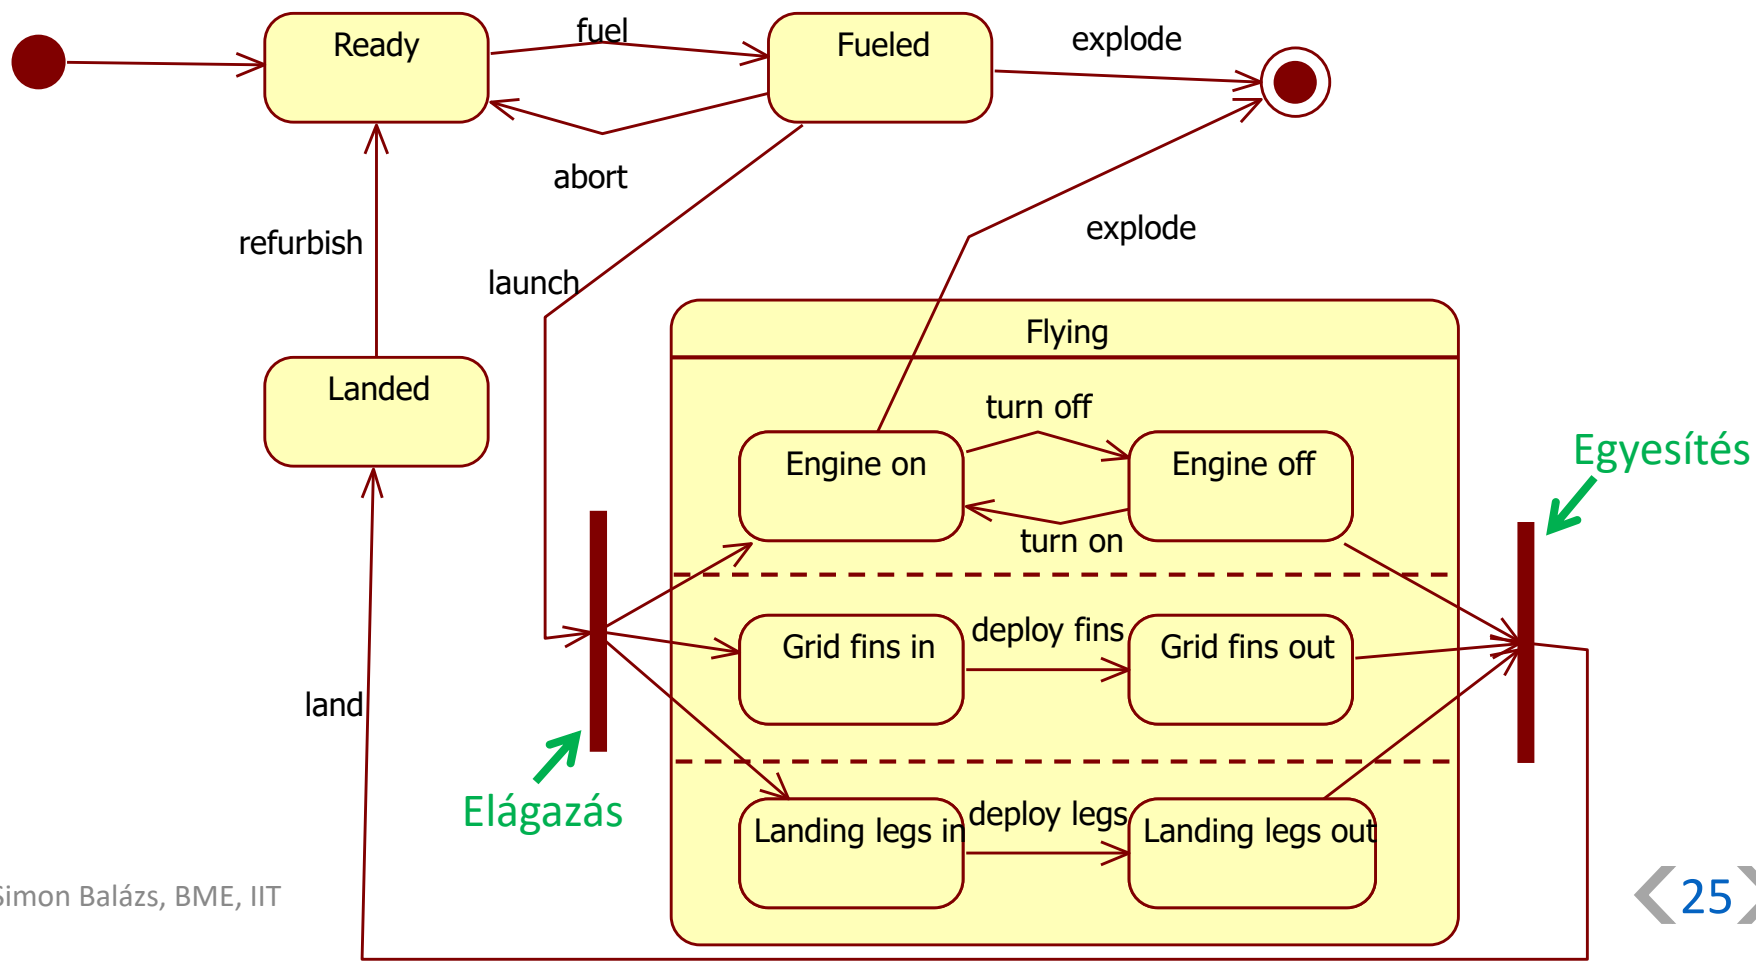 fuel
Ready
Fueled
explode
abort
explode
refurbish
launch
Flying
Landed
turn off
Egyesítés
Engine on
Engine off
turn on
deploy fins
Grid fins in
Grid fins out
land
Elágazás
deploy legs
Landing legs in
Landing legs out
Simon Balázs, BME, IIT
25